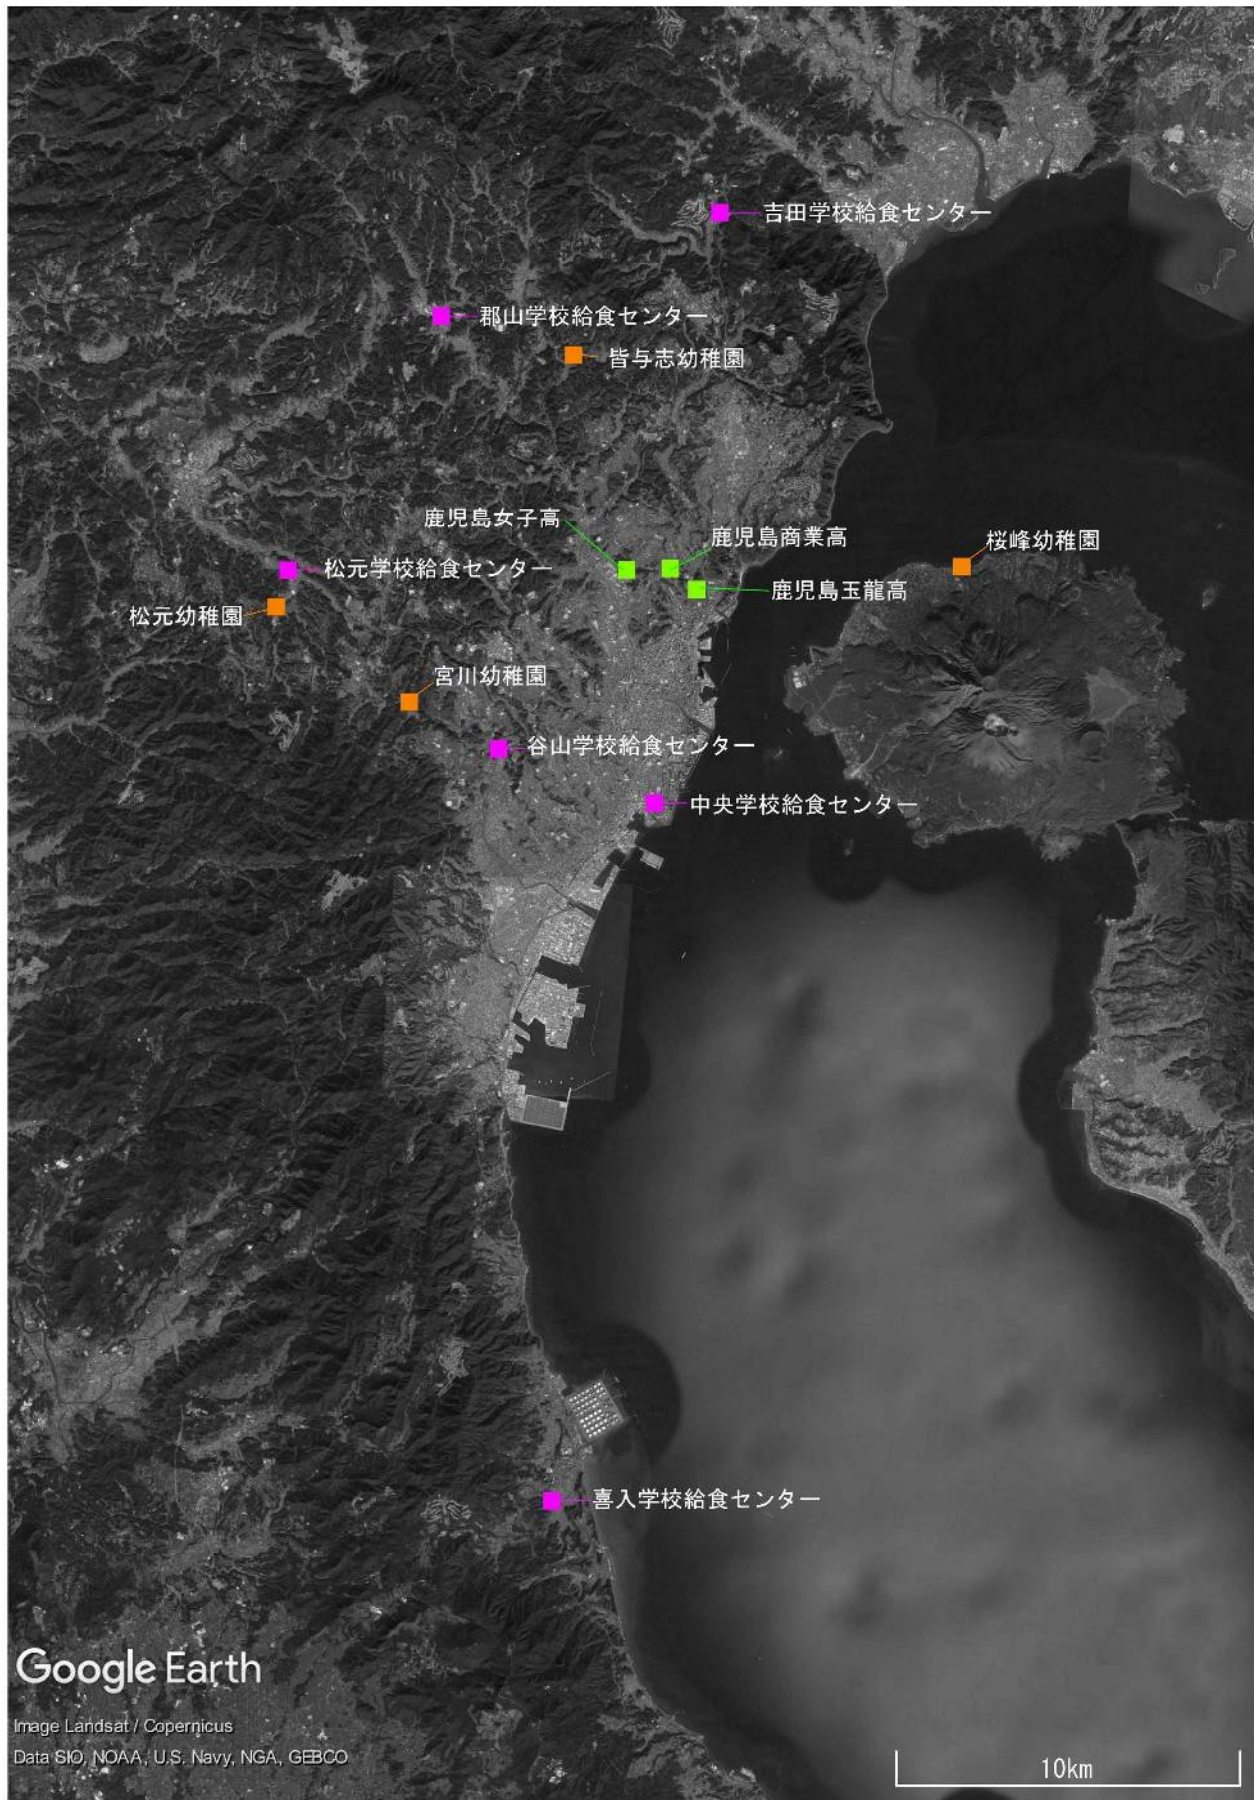 吉田学校給食センター
郡山学校給食センター
皆与志幼稚園
鹿児島女子高
鹿児島商業高
桜峰幼稚園
松元学校給食センター
鹿児島玉龍高
松元幼稚園
宮川幼稚園
谷山学校給食センター
中央学校給食センター
喜入学校給食センター
Google Earth
Image Landsat / Copernicus
Data SIO, NOAA, U.S. Navy, NGA, GEBCO
10km